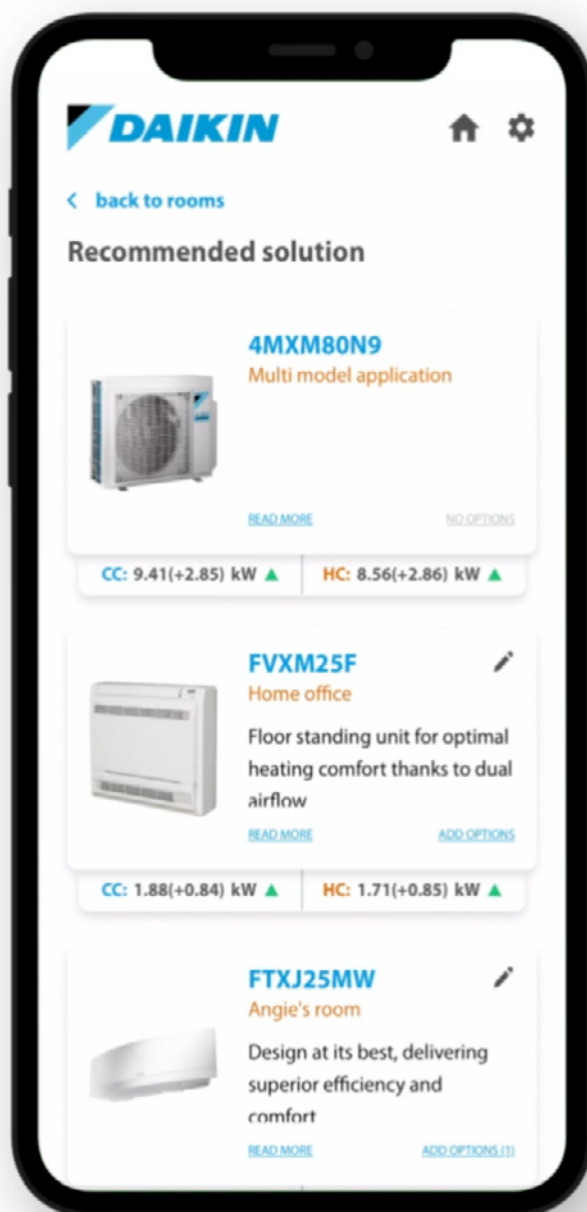 DAIKIN
back to rooms
Recommended solution
4MXM80N9
Multi model application
READ MORE
NO OPTIONS
CC: 9.41(+2.85) kW
HC: 8.56(+2.86) kW
FVXM25F
Home office
Floor standing unit for optimal
heating comfort thanks to dual
airflow
READ MORE
ADD OPTIONS
CC: 1.88(+0.84) kW
HC: 1.71(+0.85) kW
FTXJ25MW
Angie's room
Design at its best, delivering
superior efficiency and
comfort
READ MORE
ADD OPTIONS (1)